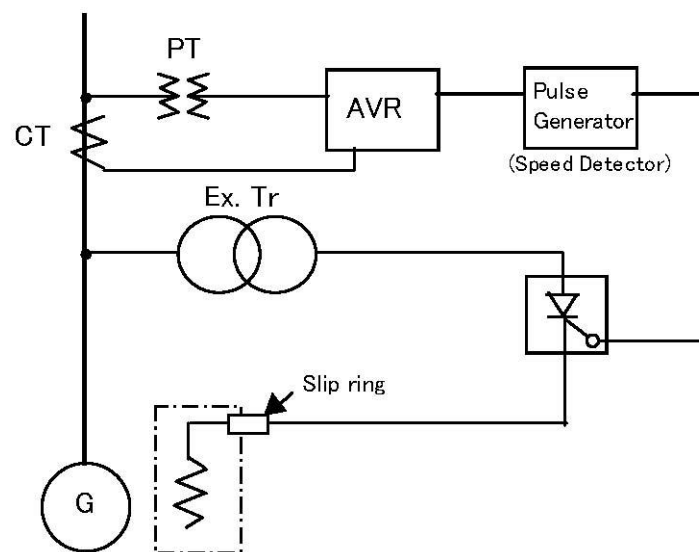 PT
CT
AVR
Pulse
Generator
(Speed Detector)
Ex. Tr
Slip ring
G